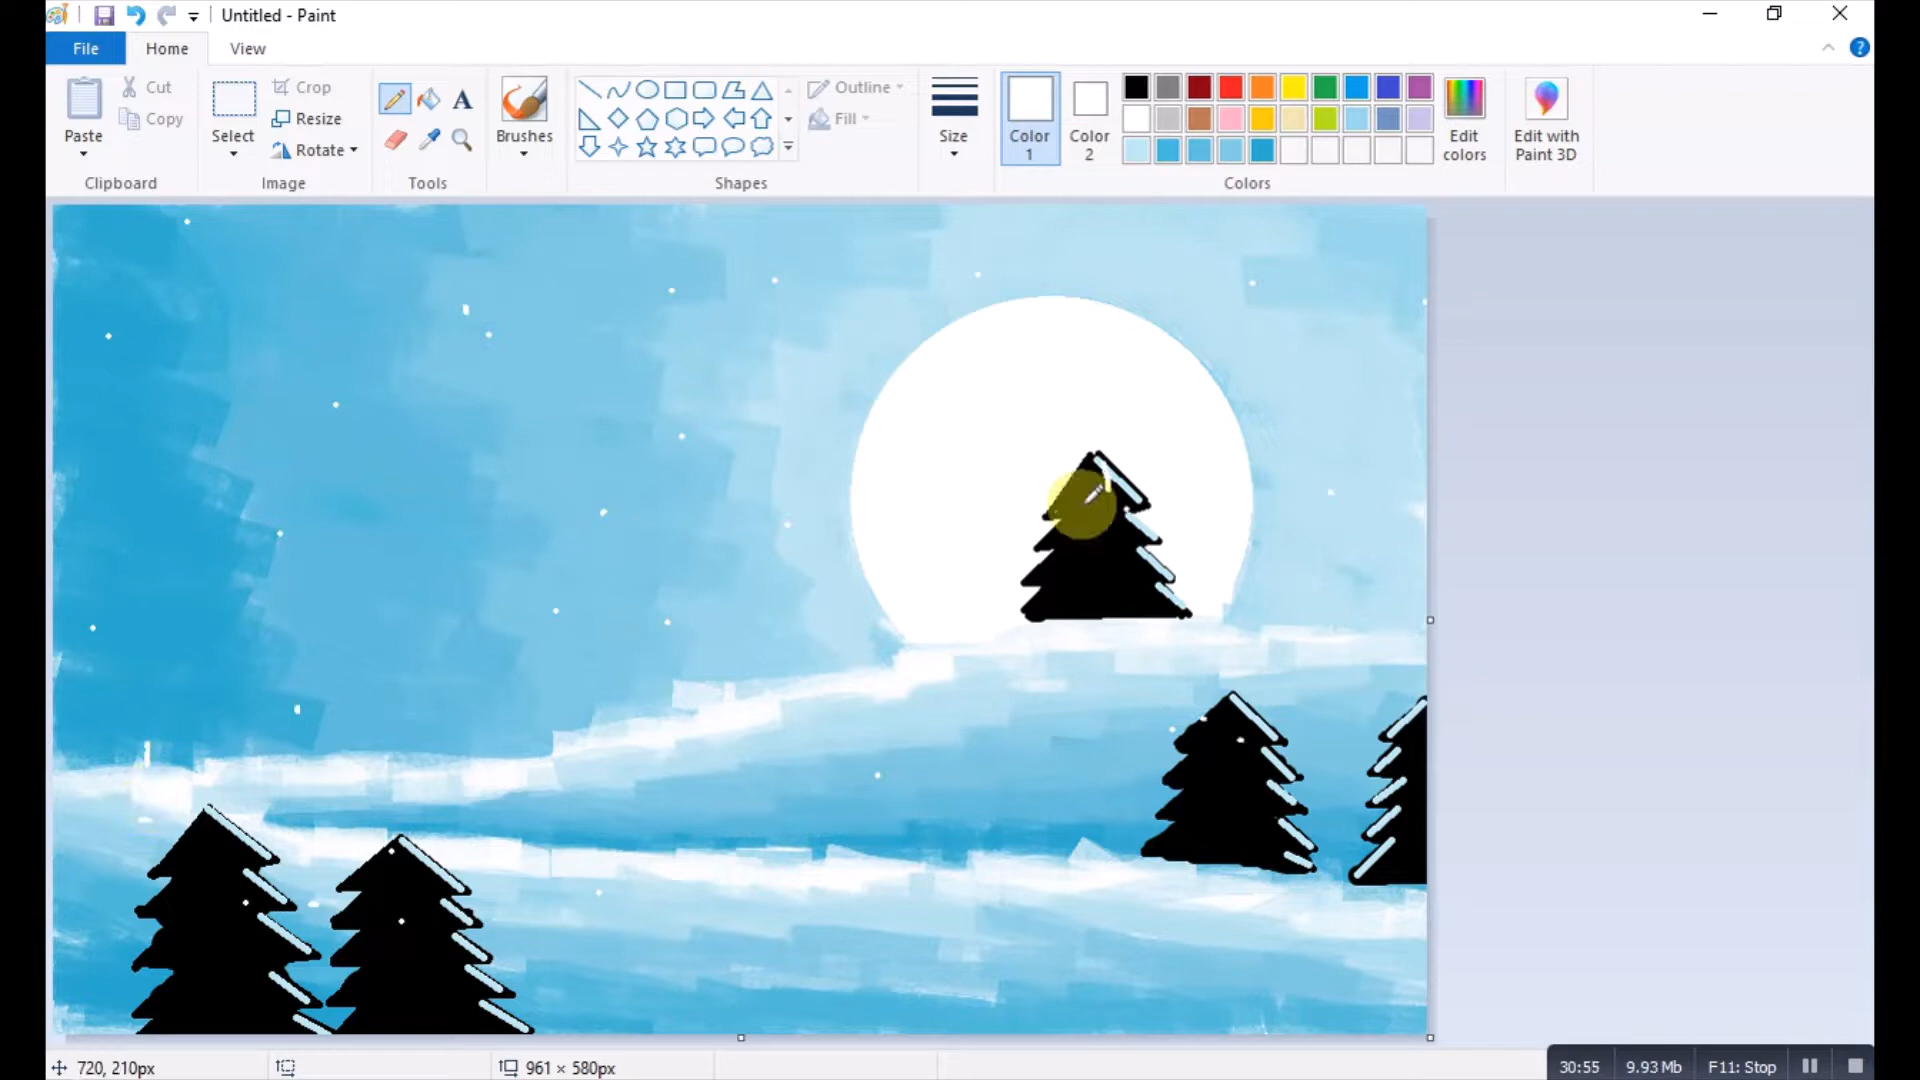 Untitled - Paint
File Home View
Paste
Cut
Copy
Clipboard
Select
Crop
Resize
Rotate
Image
A
Tools
Brushes
Outline
Fill
Shapes
Size
Color 1
Color 2
Edit colors
Colors
Edit with Paint 3D
?
720, 210px
961 × 580px
30:55
9.93 Mb
F11: Stop